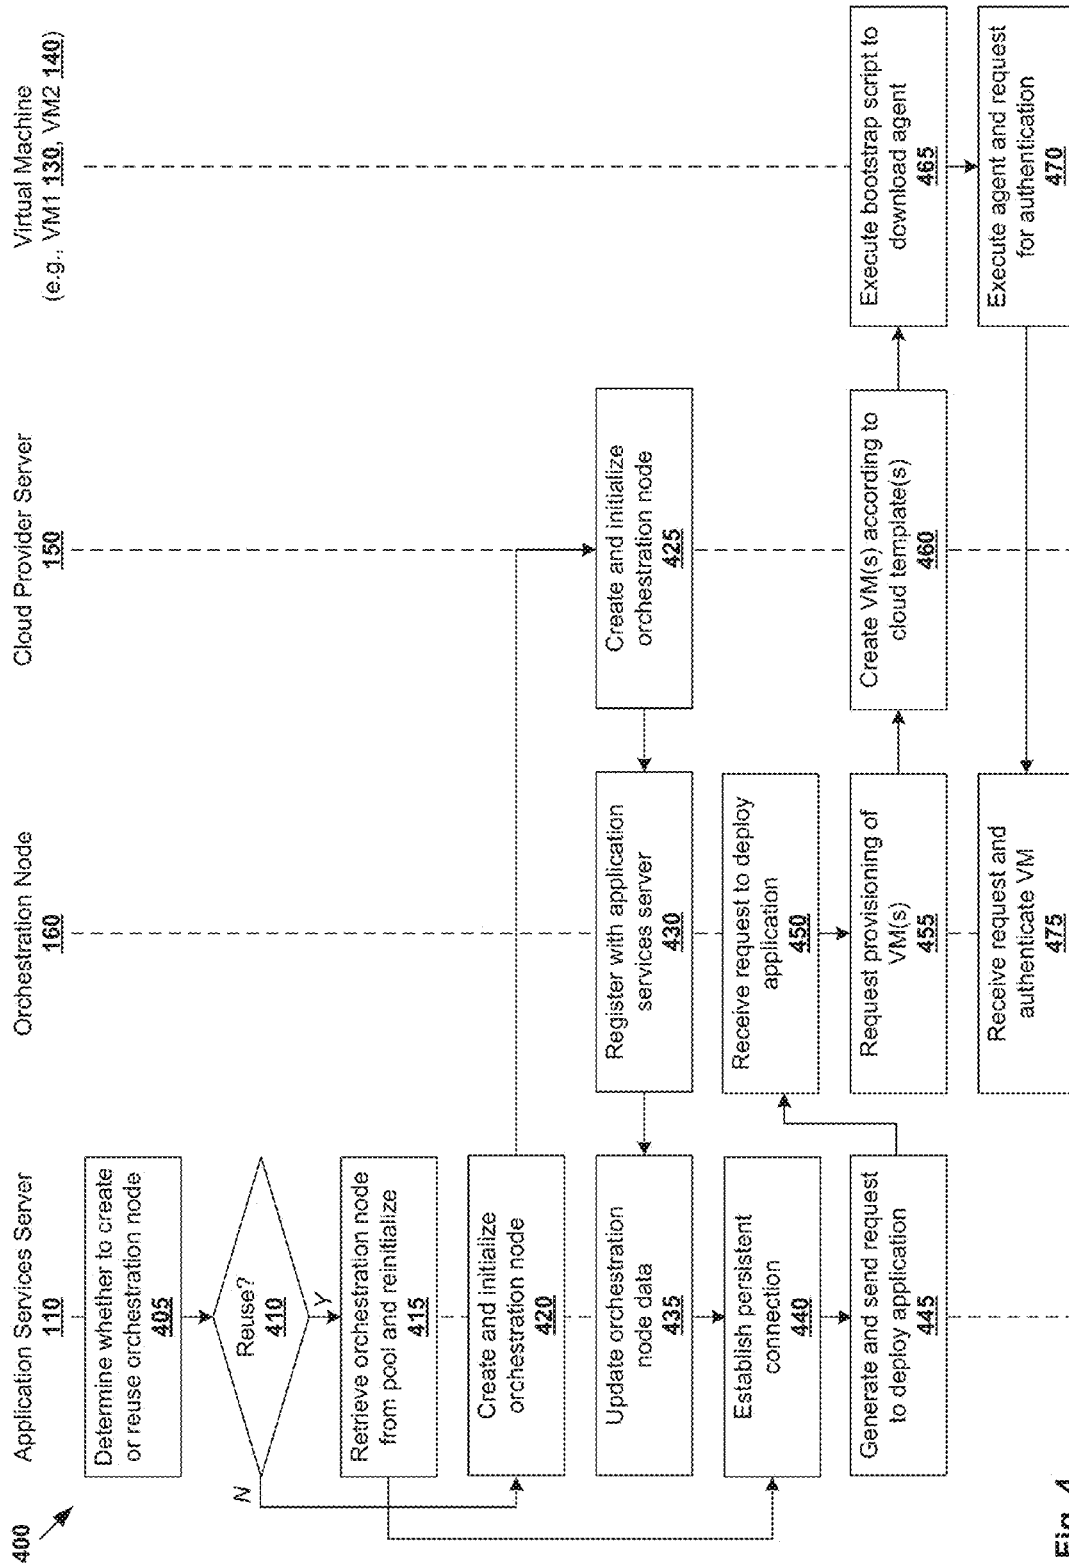 400
Application Services Server
110
Orchestration Node
160
Cloud Provider Server
150
Virtual Machine
(e.g., VM1 130, VM2 140)
Determine whether to create
or reuse orchestration node
405
Reuse?
410
N
Y
Retrieve orchestration node
from pool and reinitialize
415
Create and initialize
orchestration node
420
Create and initialize
orchestration node
425
Register with application
services server
430
Update orchestration
node data
435
Establish persistent
connection
440
Generate and send request
to deploy application
445
Receive request to deploy
application
450
Request provisioning of
VM(s)
455
Create VM(s) according to
cloud template(s)
460
Execute bootstrap script to
download agent
465
Execute agent and request
for authentication
470
Receive request and
authenticate VM
475
Fig. 4